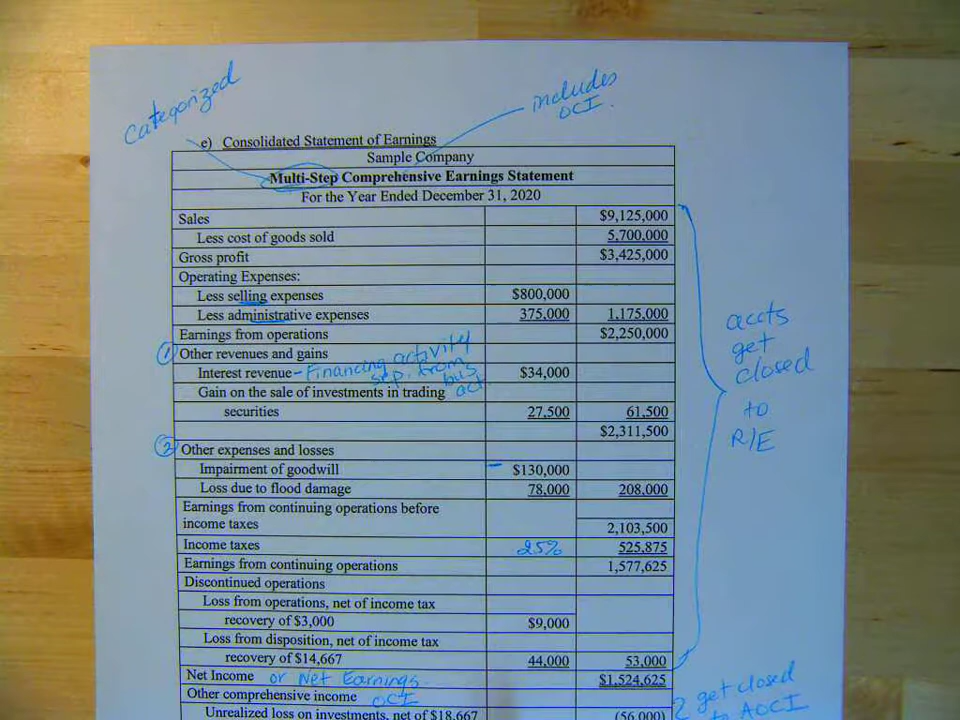 categorized
includes
OCI.
e) Consolidated Statement of Earnings
Sample Company
Multi-Step Comprehensive Earnings Statement
For the Year Ended December 31, 2020
Sales $9,125,000
Less cost of goods sold 5,700,000
Gross profit $3,425,000
Operating Expenses:
Less selling expenses $800,000
Less administrative expenses 375,000 1,175,000
Earnings from operations $2,250,000
① Other revenues and gains
Interest revenue - Financing activity $34,000
sep. from
bus
act.
Gain on the sale of investments in trading
securities 27,500 61,500
$2,311,500
② Other expenses and losses
Impairment of goodwill $130,000
Loss due to flood damage 78,000 208,000
Earnings from continuing operations before
income taxes 2,103,500
Income taxes 25% 525,875
Earnings from continuing operations 1,577,625
Discontinued operations
Loss from operations, net of income tax
recovery of $3,000 $9,000
Loss from disposition, net of income tax
recovery of $14,667 44,000 53,000
Net Income or Net Earnings $1,524,625
Other comprehensive income OCI
Unrealized loss on investments, net of $18,667 (56,000)
accts
get
closed
to
R/E
get closed
to AOCI